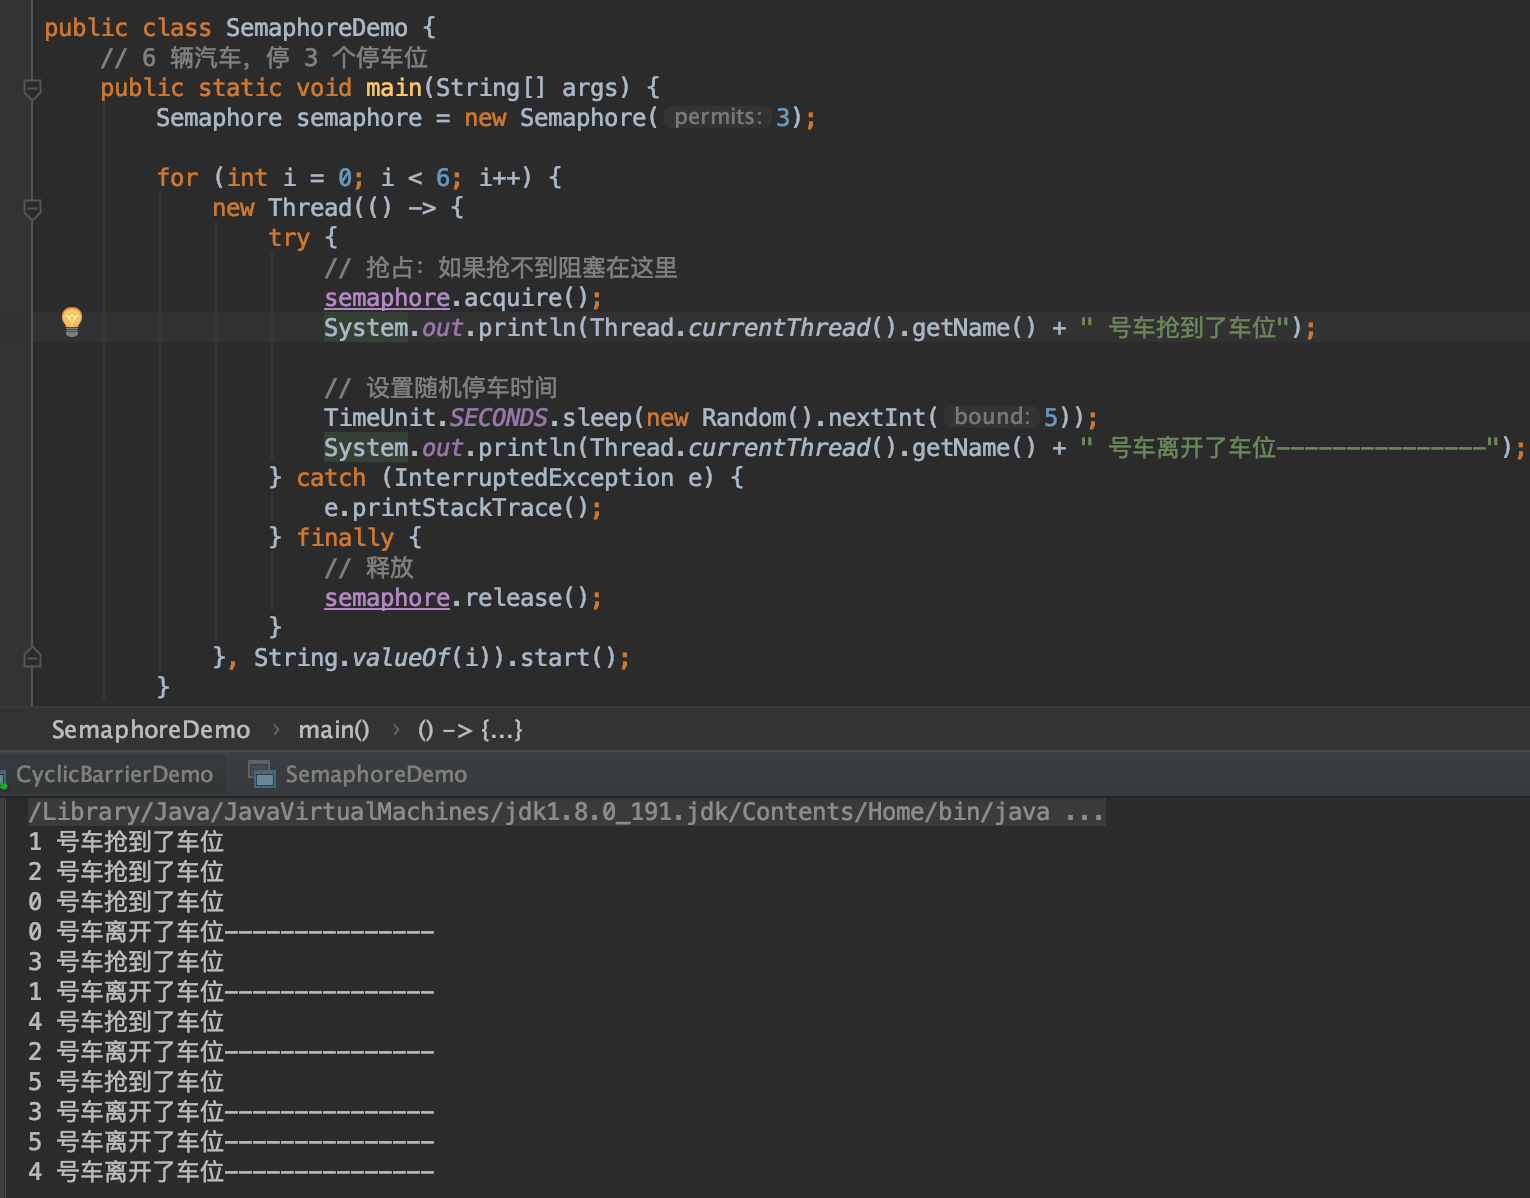 public class SemaphoreDemo {
    // 6 辆汽车，停 3 个停车位
    public static void main(String[] args) {
        Semaphore semaphore = new Semaphore( permits: 3);

        for (int i = 0; i < 6; i++) {
            new Thread(() -> {
                try {
                    // 抢占：如果抢不到阻塞在这里
                    semaphore.acquire();
                    System.out.println(Thread.currentThread().getName() + " 号车抢到了车位");

                    // 设置随机停车时间
                    TimeUnit.SECONDS.sleep(new Random().nextInt( bound: 5));
                    System.out.println(Thread.currentThread().getName() + " 号车离开了车位---------------");
                } catch (InterruptedException e) {
                    e.printStackTrace();
                } finally {
                    // 释放
                    semaphore.release();
                }
            }, String.valueOf(i)).start();
        }
SemaphoreDemo › main() › () -> {...}
CyclicBarrierDemo SemaphoreDemo
/Library/Java/JavaVirtualMachines/jdk1.8.0_191.jdk/Contents/Home/bin/java ...
1 号车抢到了车位
2 号车抢到了车位
0 号车抢到了车位
0 号车离开了车位---------------
3 号车抢到了车位
1 号车离开了车位---------------
4 号车抢到了车位
2 号车离开了车位---------------
5 号车抢到了车位
3 号车离开了车位---------------
5 号车离开了车位---------------
4 号车离开了车位---------------